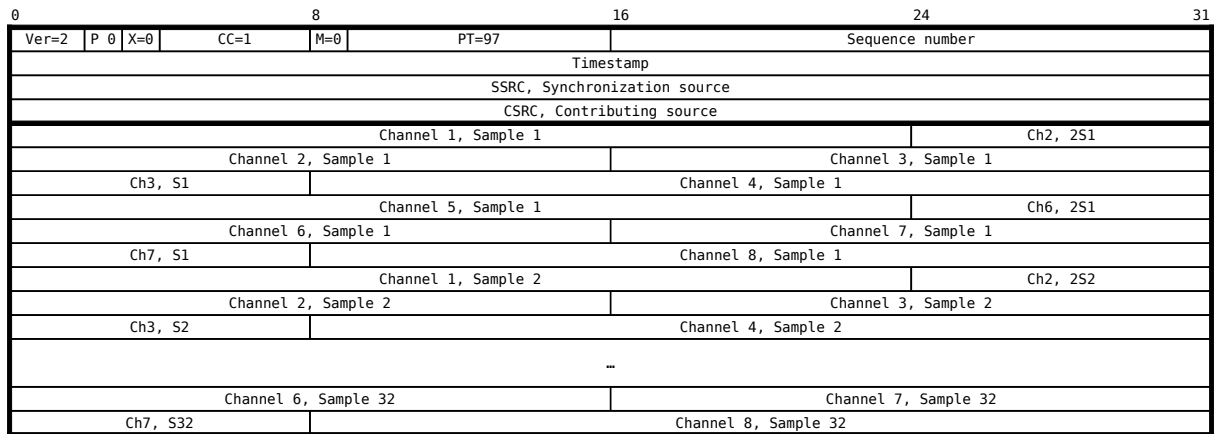 0 8 16 24 31
Ver=2 P 0 X=0 CC=1 M=0 PT=97 Sequence number
Timestamp
SSRC, Synchronization source
CSRC, Contributing source
Channel 1, Sample 1 Ch2, 2S1
Channel 2, Sample 1 Channel 3, Sample 1
Ch3, S1 Channel 4, Sample 1
Channel 5, Sample 1 Ch6, 2S1
Channel 6, Sample 1 Channel 7, Sample 1
Ch7, S1 Channel 8, Sample 1
Channel 1, Sample 2 Ch2, 2S2
Channel 2, Sample 2 Channel 3, Sample 2
Ch3, S2 Channel 4, Sample 2
…
Channel 6, Sample 32 Channel 7, Sample 32
Ch7, S32 Channel 8, Sample 32